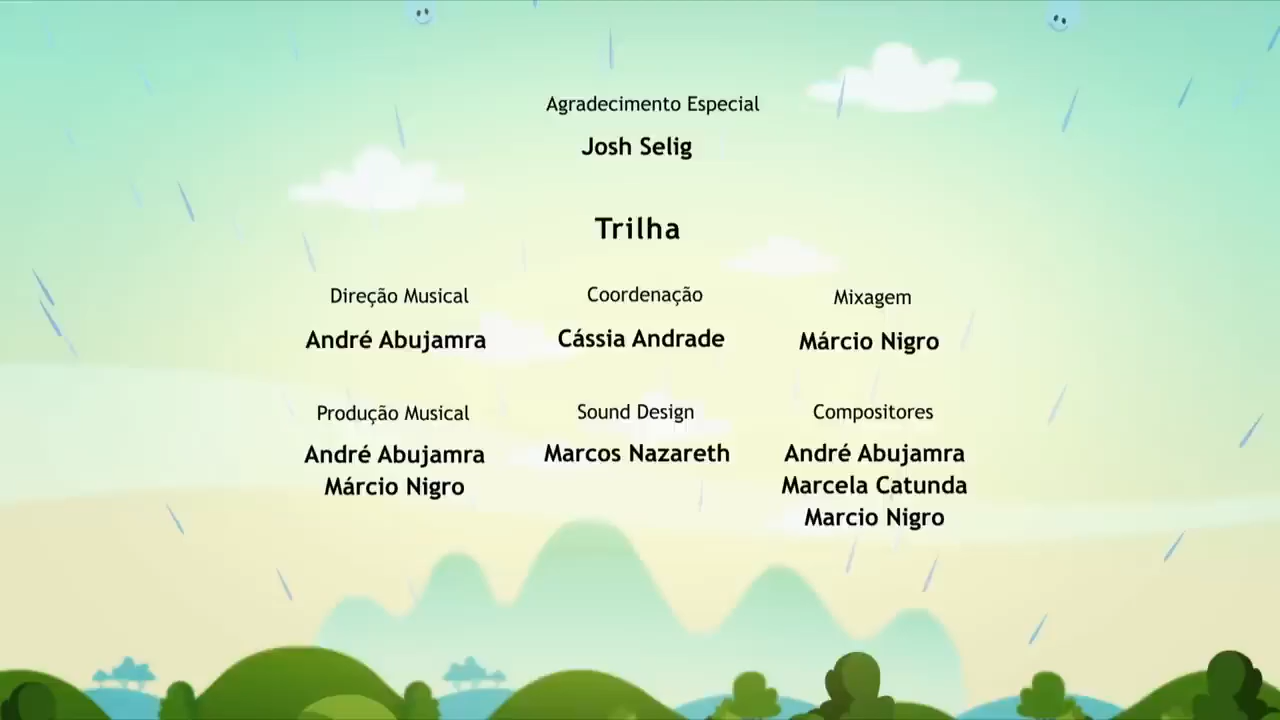 Agradecimento Especial
Josh Selig
Trilha
Direção Musical
André Abujamra
Coordenação
Cássia Andrade
Mixagem
Márcio Nigro
Produção Musical
André Abujamra
Márcio Nigro
Sound Design
Marcos Nazareth
Compositores
André Abujamra
Marcela Catunda
Marcio Nigro